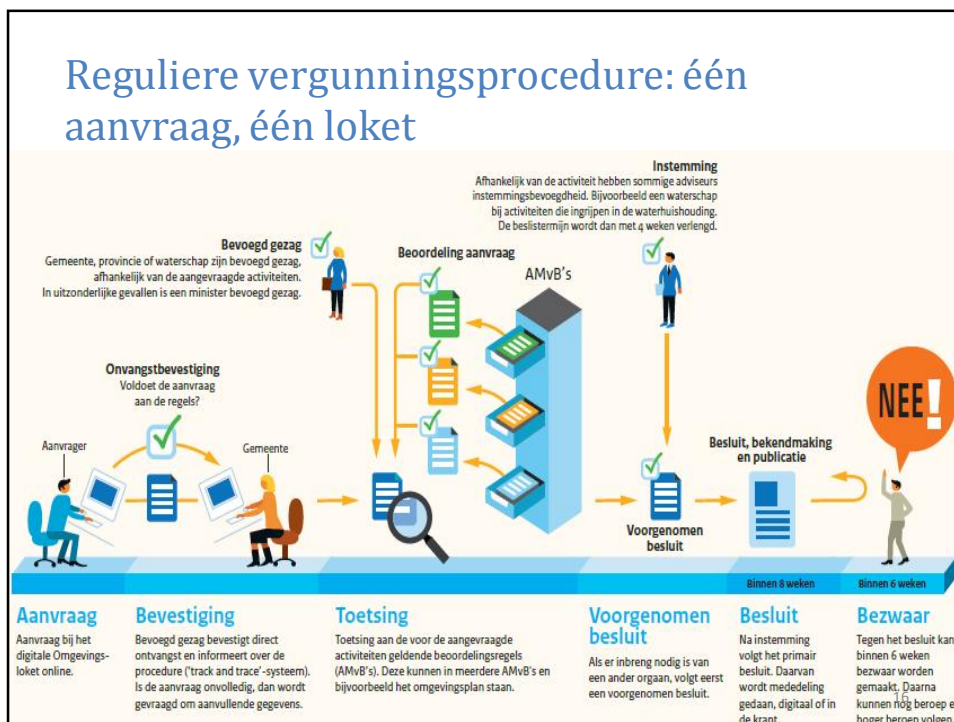 Reguliere vergunningsprocedure: één
aanvraag, één loket
Instemming
Afhankelijk van de activiteit hebben sommige adviseurs
instemmingsbevoegdheid. Bijvoorbeeld een waterschap
bij activiteiten die ingrijpen in de waterhuishouding.
De beslistermijn wordt dan met 4 weken verlengd.
Bevoegd gezag
Gemeente, provincie of waterschap zijn bevoegd gezag,
afhankelijk van de aangevraagde activiteiten.
In uitzonderlijke gevallen is een minister bevoegd gezag.
Beoordeling aanvraag
AMvB's
Onvangstbevestiging
Voldoet de aanvraag
aan de regels?
Aanvrager
Gemeente
NEE!
Besluit, bekendmaking
en publicatie
Voorgenomen
besluit
Binnen 8 weken
Binnen 6 weken
Aanvraag
Aanvraag bij het
digitale Omgevings-
loket online.
Bevestiging
Bevoegd gezag bevestigt direct
ontvangst en informeert over de
procedure ('track and trace'-systeem).
Is de aanvraag onvolledig, dan wordt
gevraagd om aanvullende gegevens.
Toetsing
Toetsing aan de voor de aangevraagde
activiteiten geldende beoordelingsregels
(AMvB's). Deze kunnen in meerdere AMvB's en
bijvoorbeeld het omgevingsplan staan.
Voorgenomen
besluit
Als er inbreng nodig is van
een ander orgaan, volgt eerst
een voorgenomen besluit.
Besluit
Na instemming
volgt het primair
besluit. Daarvan
wordt mededeling
gedaan, digitaal of in
de krant.
Bezwaar
Tegen het besluit kan
binnen 6 weken
bezwaar worden
gemaakt. Daarna
kunnen nog beroep e
hoger beroep volgen.
16